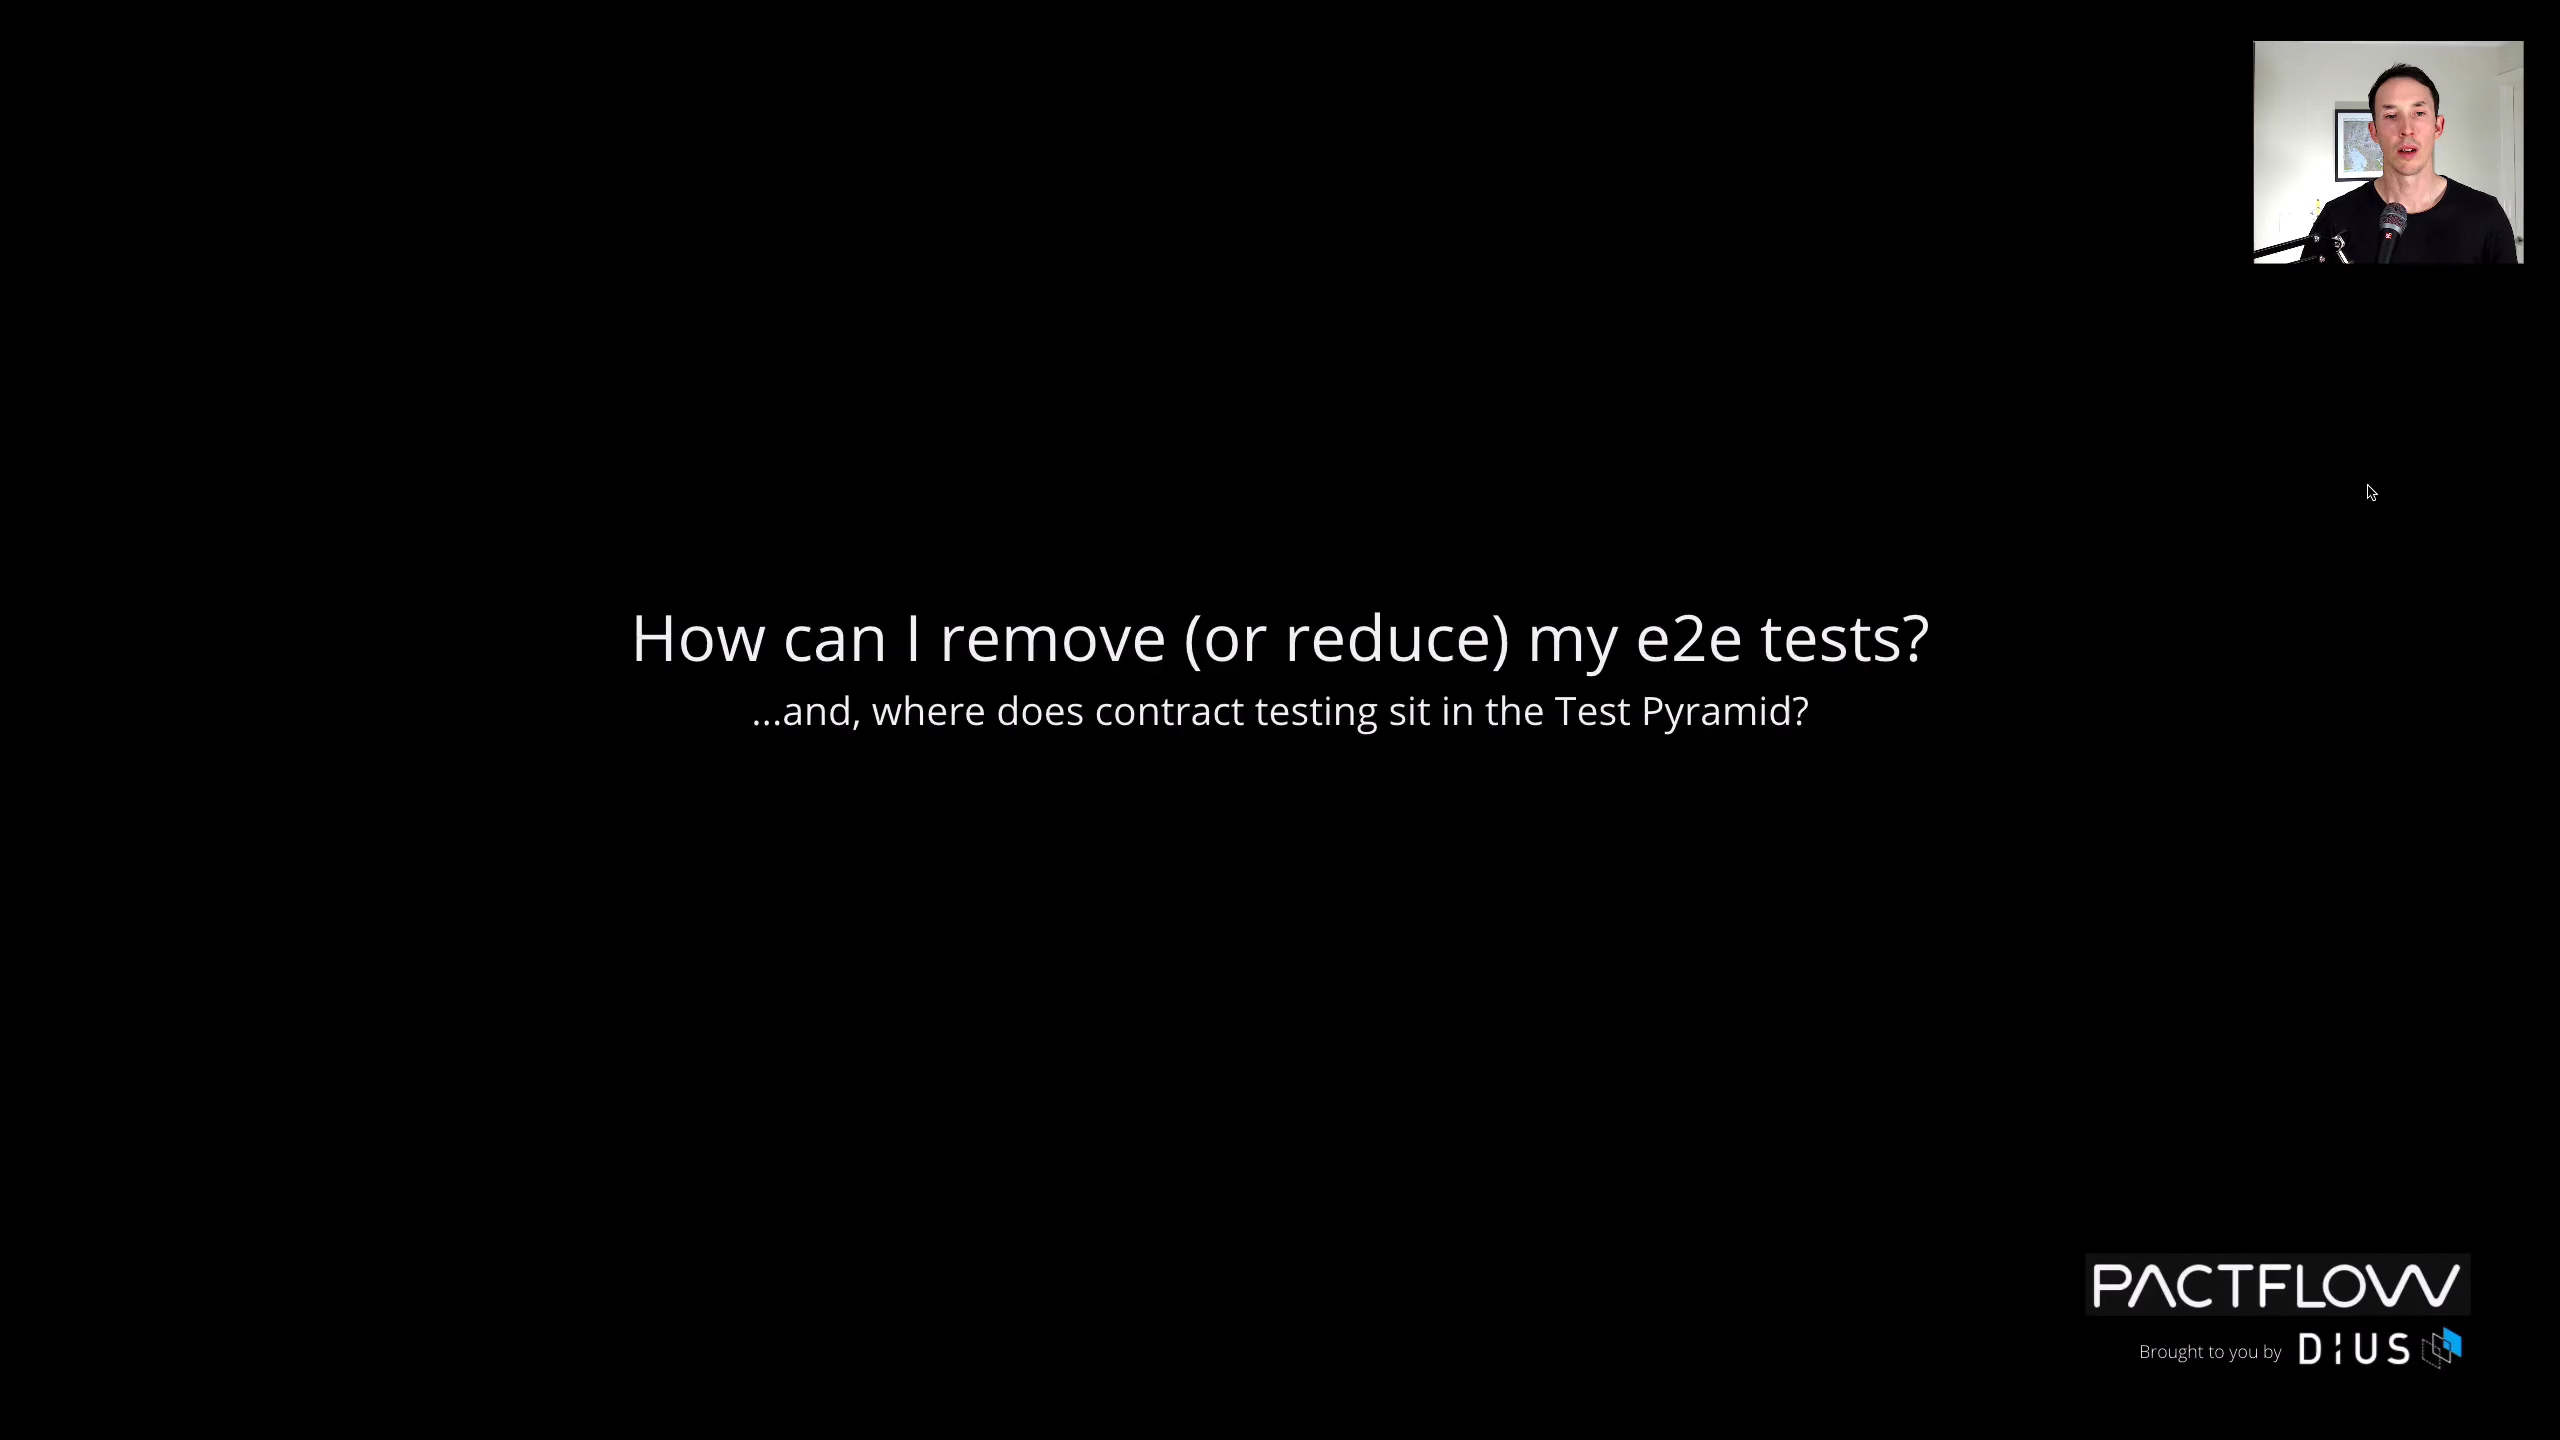 How can I remove (or reduce) my e2e tests?
...and, where does contract testing sit in the Test Pyramid?
PACTFLOW
Brought to you by DIUS